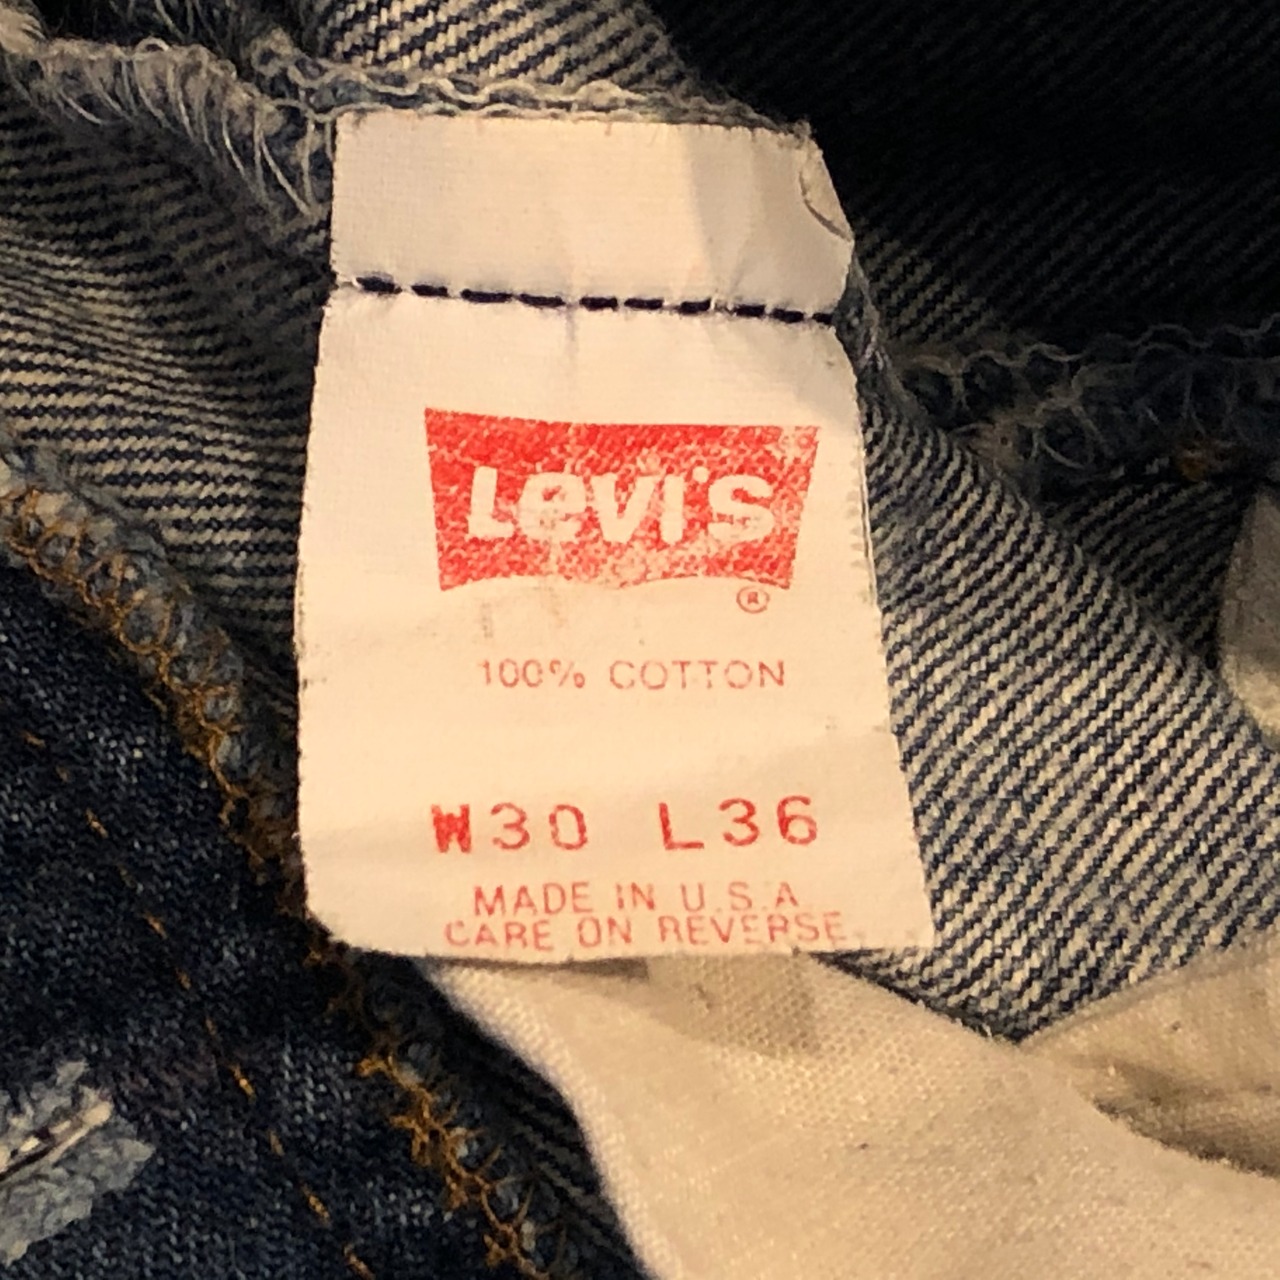 Levi's
®
100% COTTON
W30 L36
MADE IN U.S.A.
CARE ON REVERSE